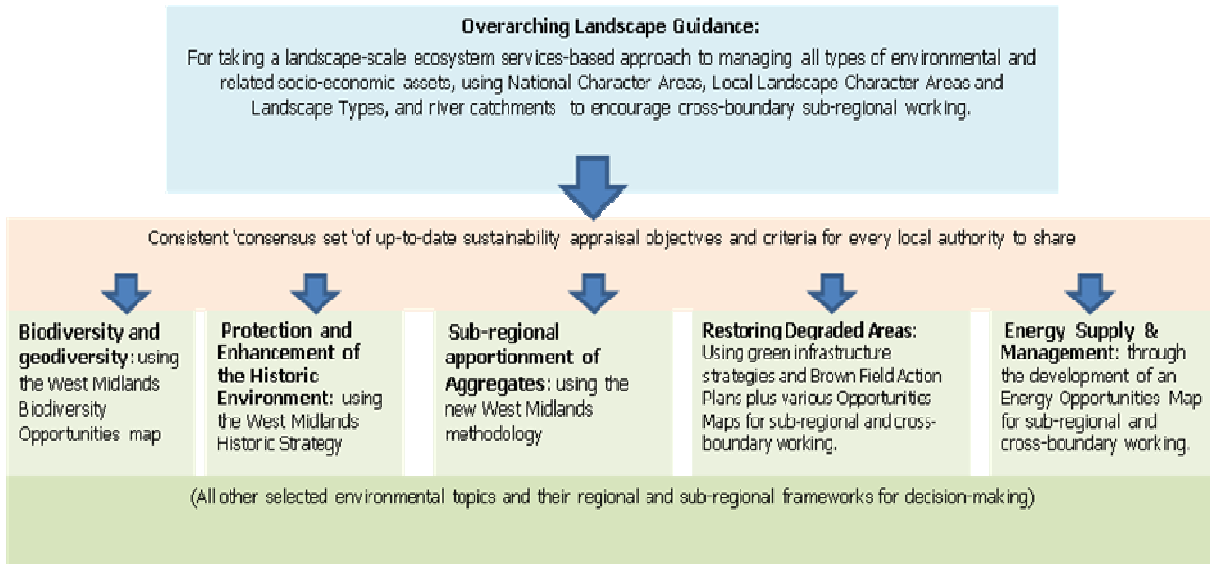 Overarching Landscape Guidance:
For taking a landscape-scale ecosystem services-based approach to managing all types of environmental and
related socio-economic assets, using National Character Areas, Local Landscape Character Areas and
Landscape Types, and river catchments to encourage cross-boundary sub-regional working.
Consistent 'consensus set 'of up-to-date sustainability appraisal objectives and criteria for every local authority to share
Biodiversity and
geodiversity: using
the West Midlands
Biodiversity
Opportunities map
Protection and
Enhancement of
the Historic
Environment: using
the West Midlands
Historic Strategy
Sub-regional
apportionment of
Aggregates: using the
new West Midlands
methodology
Restoring Degraded Areas:
Using green infrastructure
strategies and Brown Field Action
Plans plus various Opportunities
Maps for sub-regional and cross-
boundary working.
Energy Supply &
Management: through
the development of an
Energy Opportunities Map
for sub-regional and
cross-boundary working.
(All other selected environmental topics and their regional and sub-regional frameworks for decision-making)